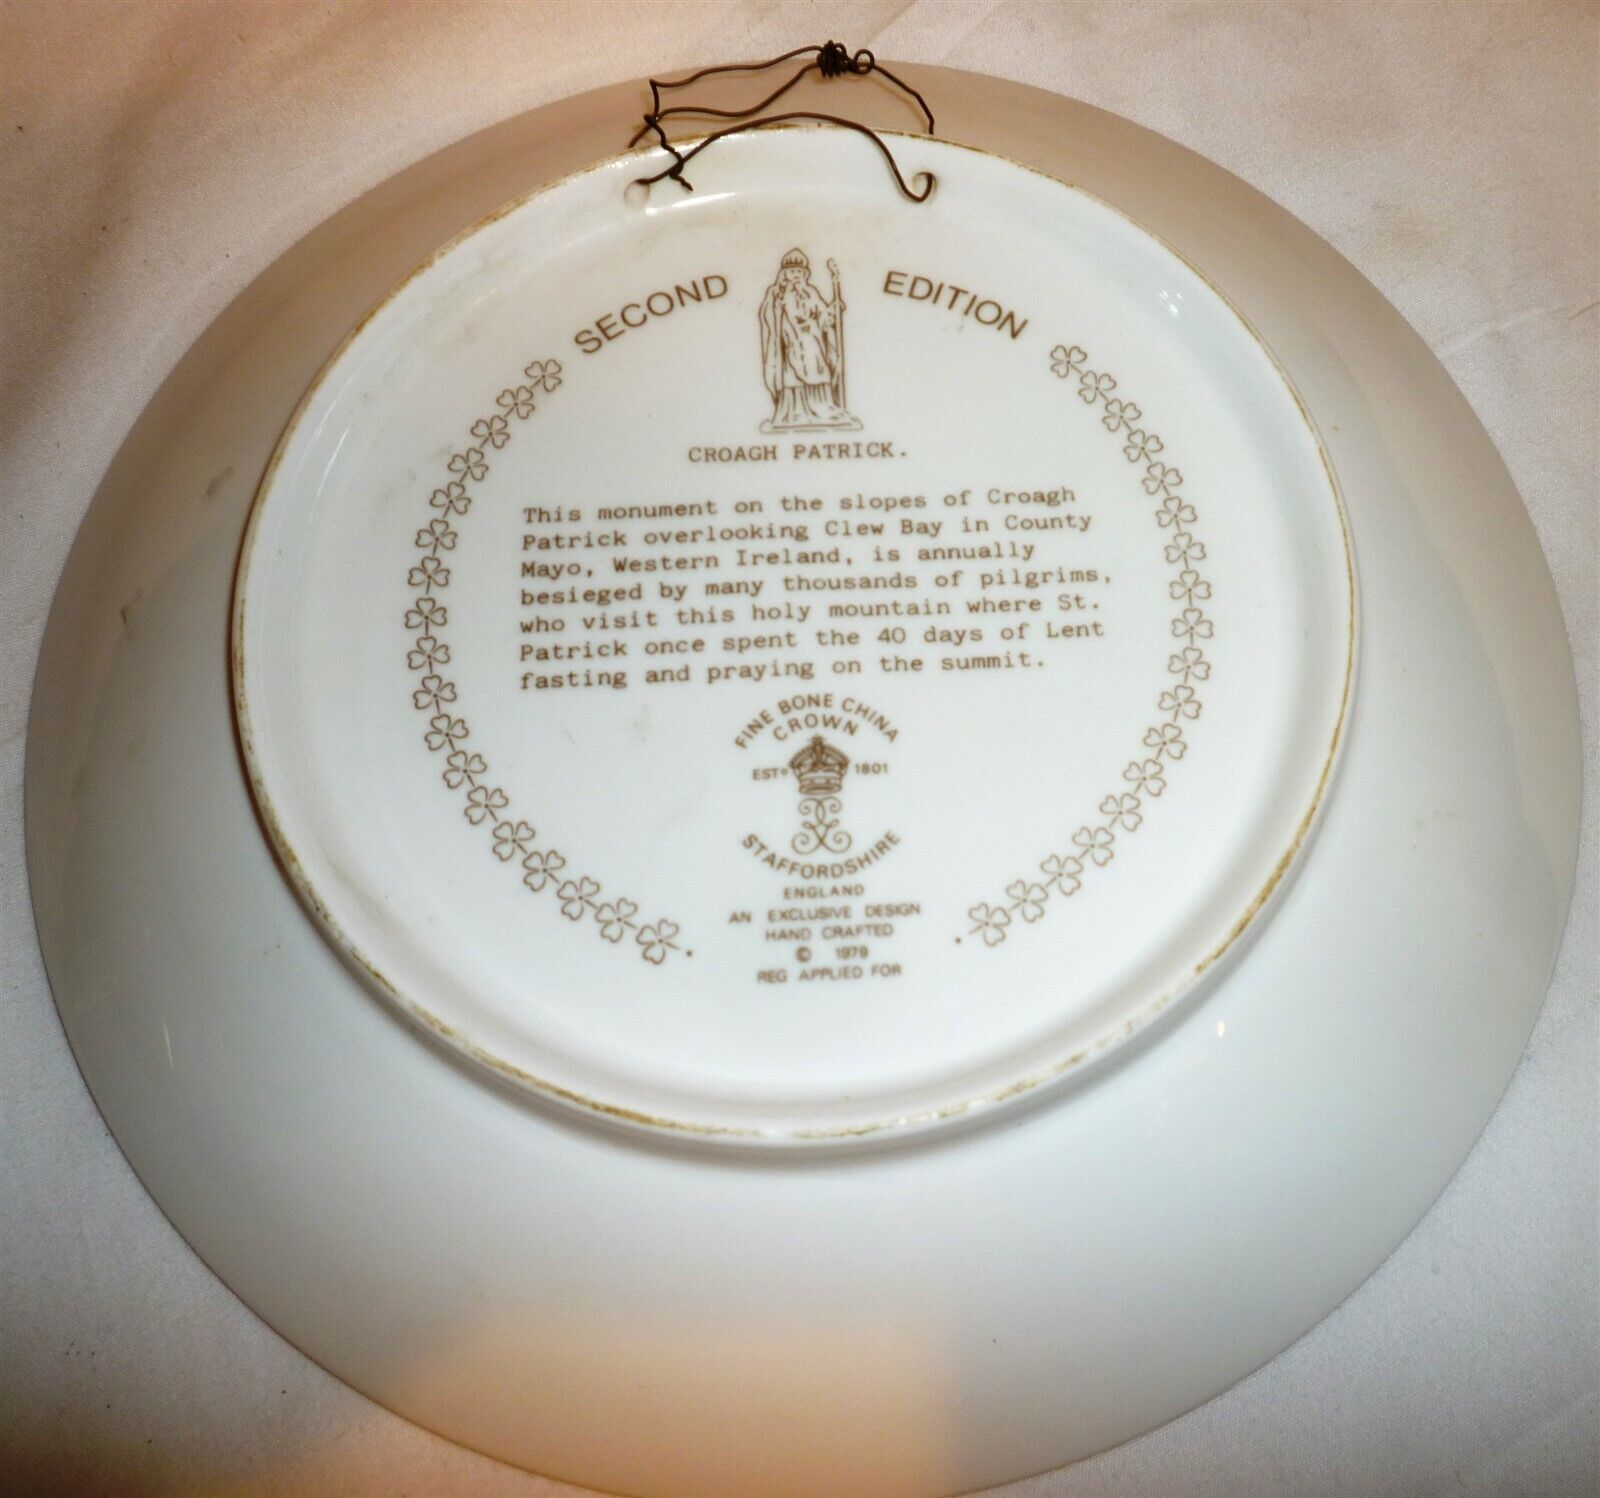 SECOND EDITION
CROAGH PATRICK.
This monument on the slopes of Croagh
Patrick overlooking Clew Bay in County
Mayo, Western Ireland, is annually
besieged by many thousands of pilgrims,
who visit this holy mountain where St.
Patrick once spent the 40 days of Lent
fasting and praying on the summit.
FINE BONE CHINA
CROWN
ESTD 1801
STAFFORDSHIRE
ENGLAND
AN EXCLUSIVE DESIGN
HAND CRAFTED
© 1979
REG APPLIED FOR